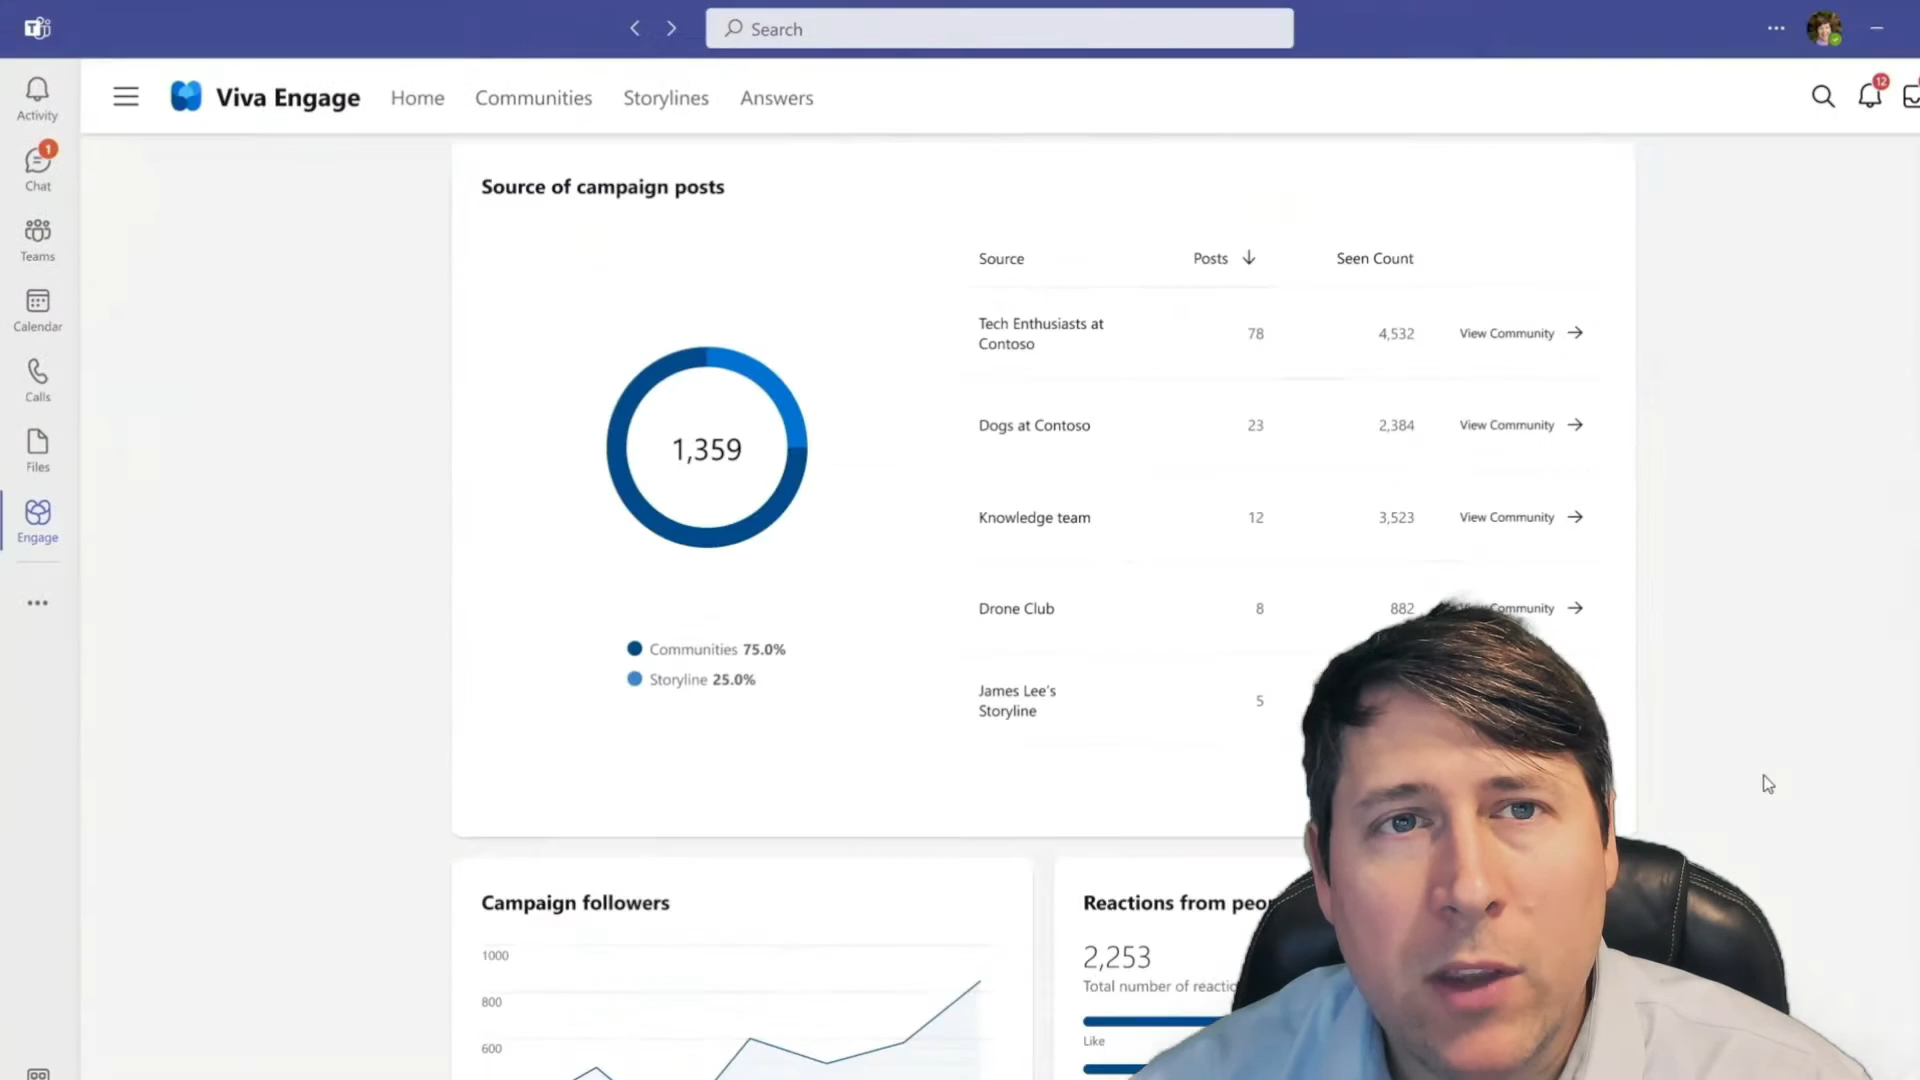 Search
Activity
1
Chat
Teams
Calendar
Calls
Files
Engage
Viva Engage
Home
Communities
Storylines
Answers
12
Source of campaign posts
1,359
Communities 75.0%
Storyline 25.0%
Source
Posts
Seen Count
Tech Enthusiasts at
Contoso
78
4,532
View Community
Dogs at Contoso
23
2,384
View Community
Knowledge team
12
3,523
View Community
Drone Club
8
882
Community
James Lee's
Storyline
5
Campaign followers
1000
800
600
Reactions from
2,253
Total number of
Like